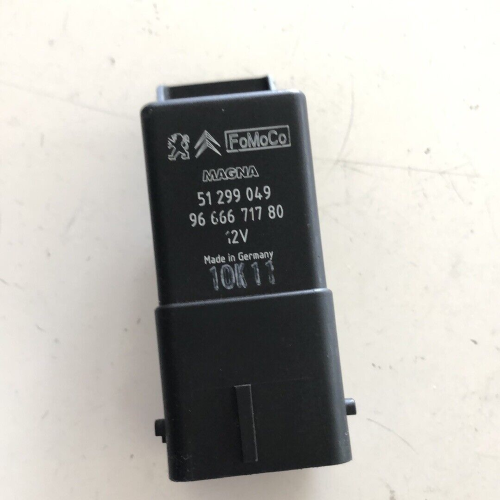 FoMoCo
MAGNA
51 299 049
96 666 717 80
12V
Made in Germany
10K11